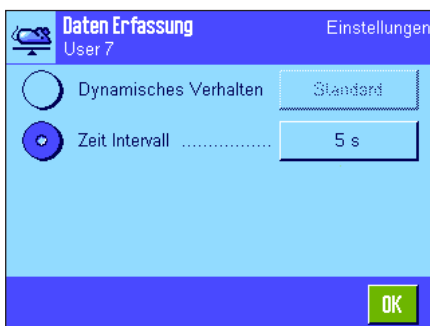 Daten Erfassung Einstellungen
User 7
Dynamisches Verhalten Standard
Zeit Intervall ................. 5 s
OK